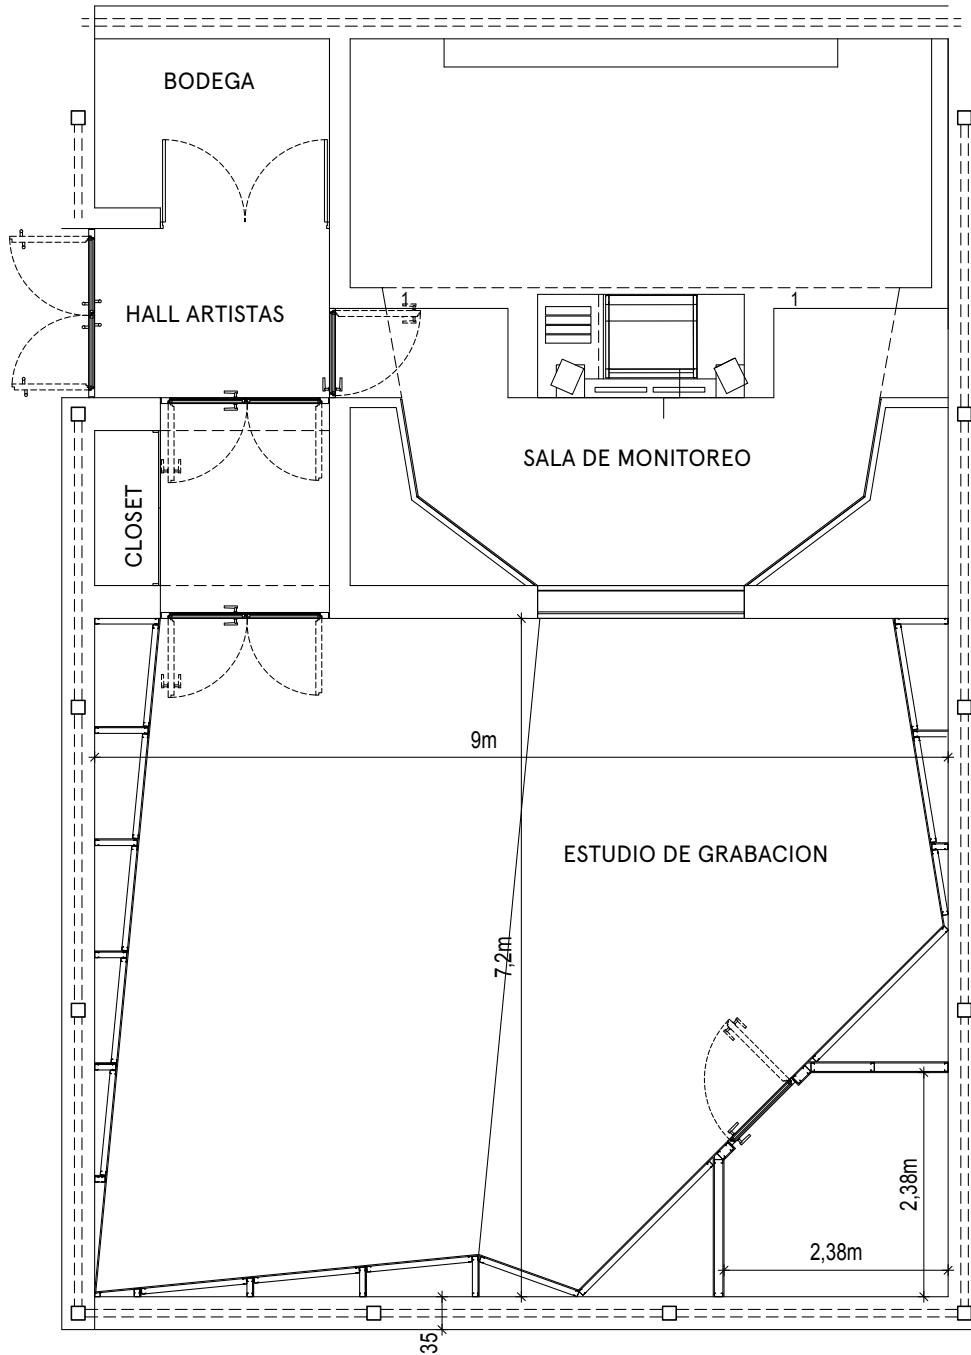 BODEGA
HALL ARTISTAS
1
1
SALA DE MONITOREO
CLOSET
9m
ESTUDIO DE GRABACION
7,2m
2,38m
2,38m
35